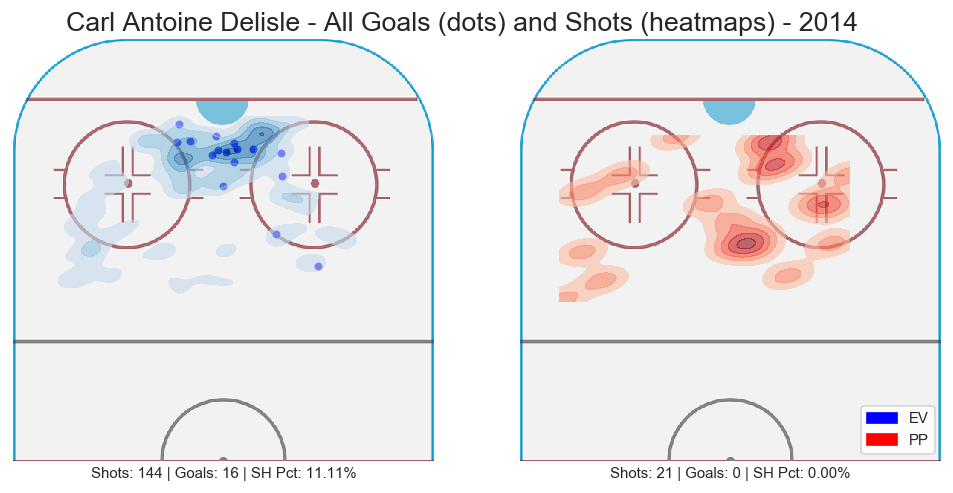 Carl Antoine Delisle - All Goals (dots) and Shots (heatmaps) - 2014
EV
PP
Shots: 144 | Goals: 16 | SH Pct: 11.11%
Shots: 21 | Goals: 0 | SH Pct: 0.00%